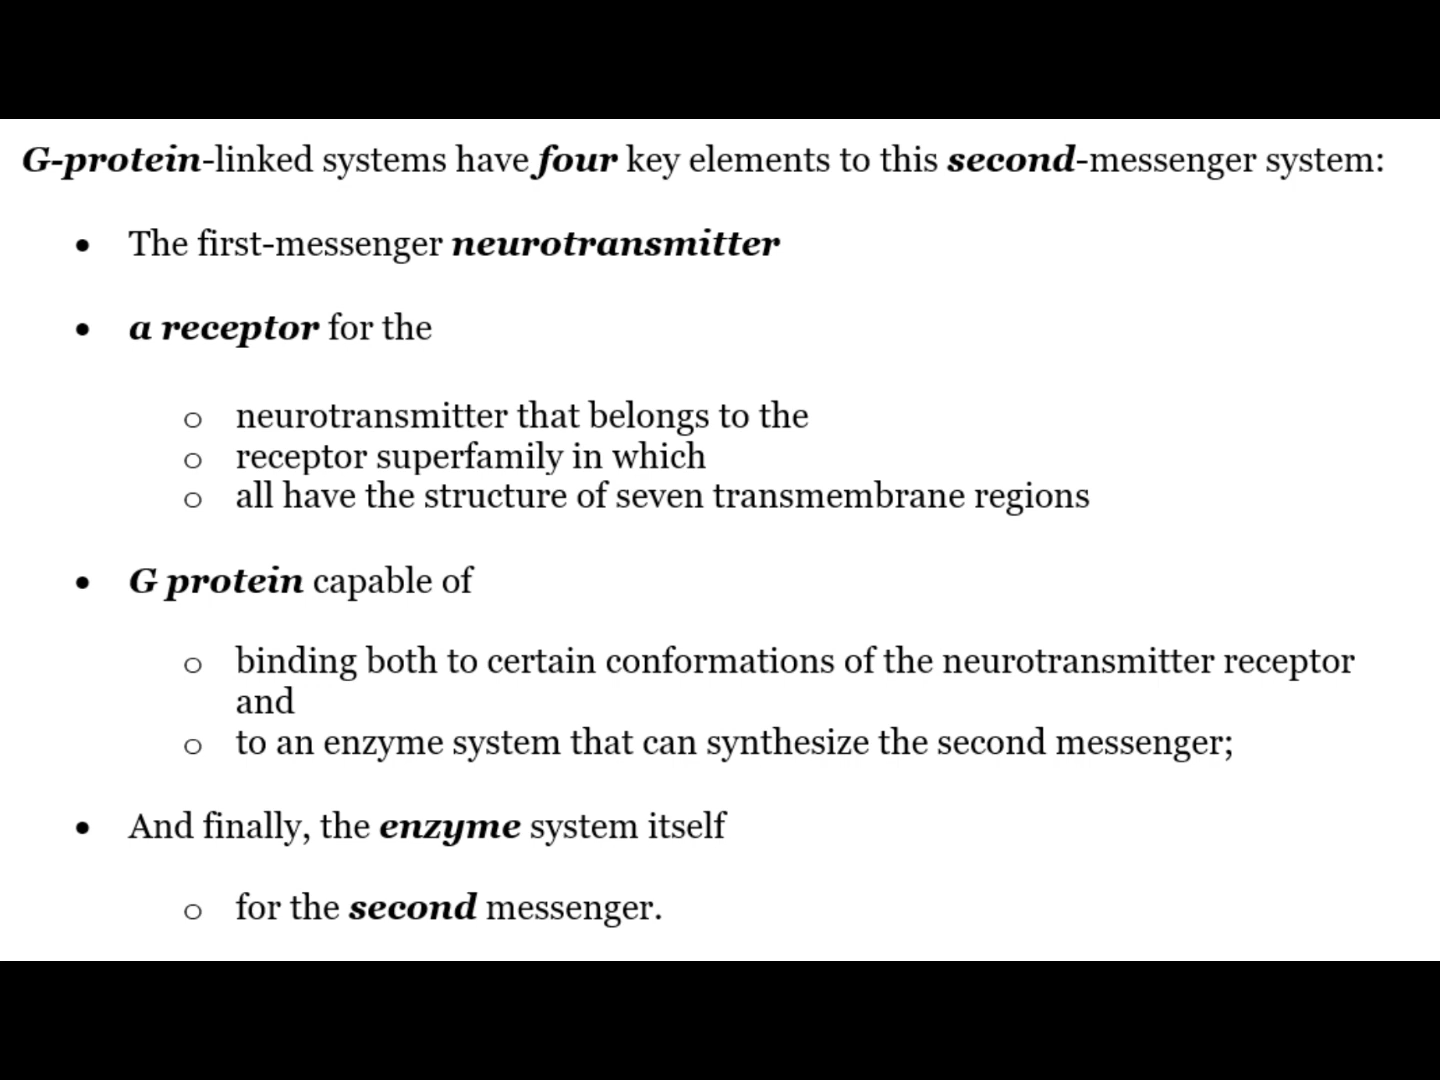 G-protein-linked systems have four key elements to this second-messenger system:
• The first-messenger neurotransmitter
• a receptor for the
o neurotransmitter that belongs to the
o receptor superfamily in which
o all have the structure of seven transmembrane regions
• G protein capable of
o binding both to certain conformations of the neurotransmitter receptor
and
o to an enzyme system that can synthesize the second messenger;
• And finally, the enzyme system itself
o for the second messenger.